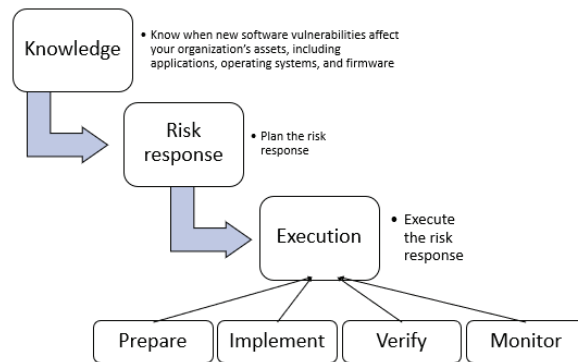 Knowledge
• Know when new software vulnerabilities affect
your organization's assets, including
applications, operating systems, and firmware
Risk
response
• Plan the risk
response
Execution
• Execute
the risk
response
Prepare
Implement
Verify
Monitor